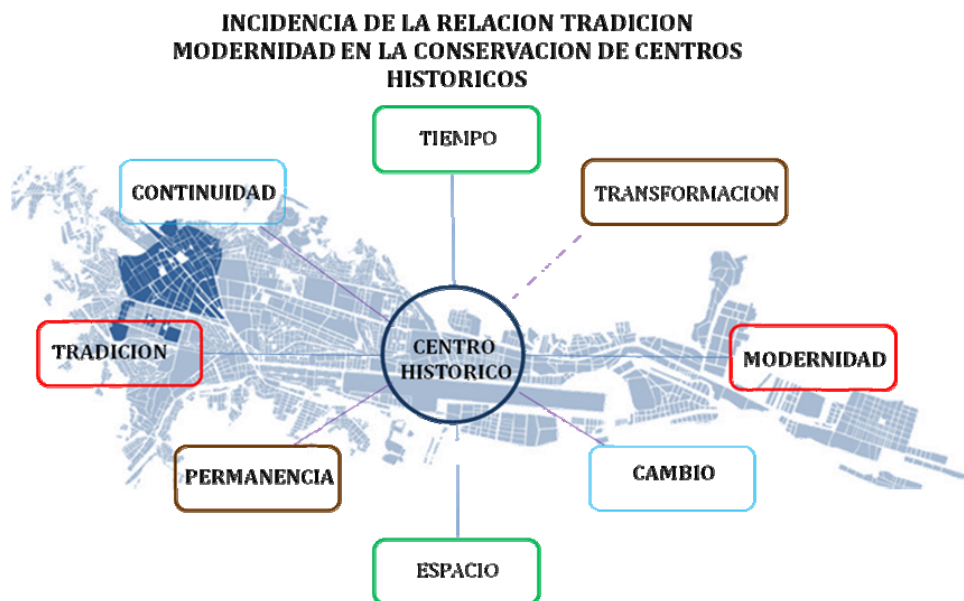 INCIDENCIA DE LA RELACION TRADICION
MODERNIDAD EN LA CONSERVACION DE CENTROS
HISTORICOS
TIEMPO
CONTINUIDAD
TRANSFORMACION
TRADICION
CENTRO
HISTORICO
MODERNIDAD
PERMANENCIA
CAMBIO
ESPACIO